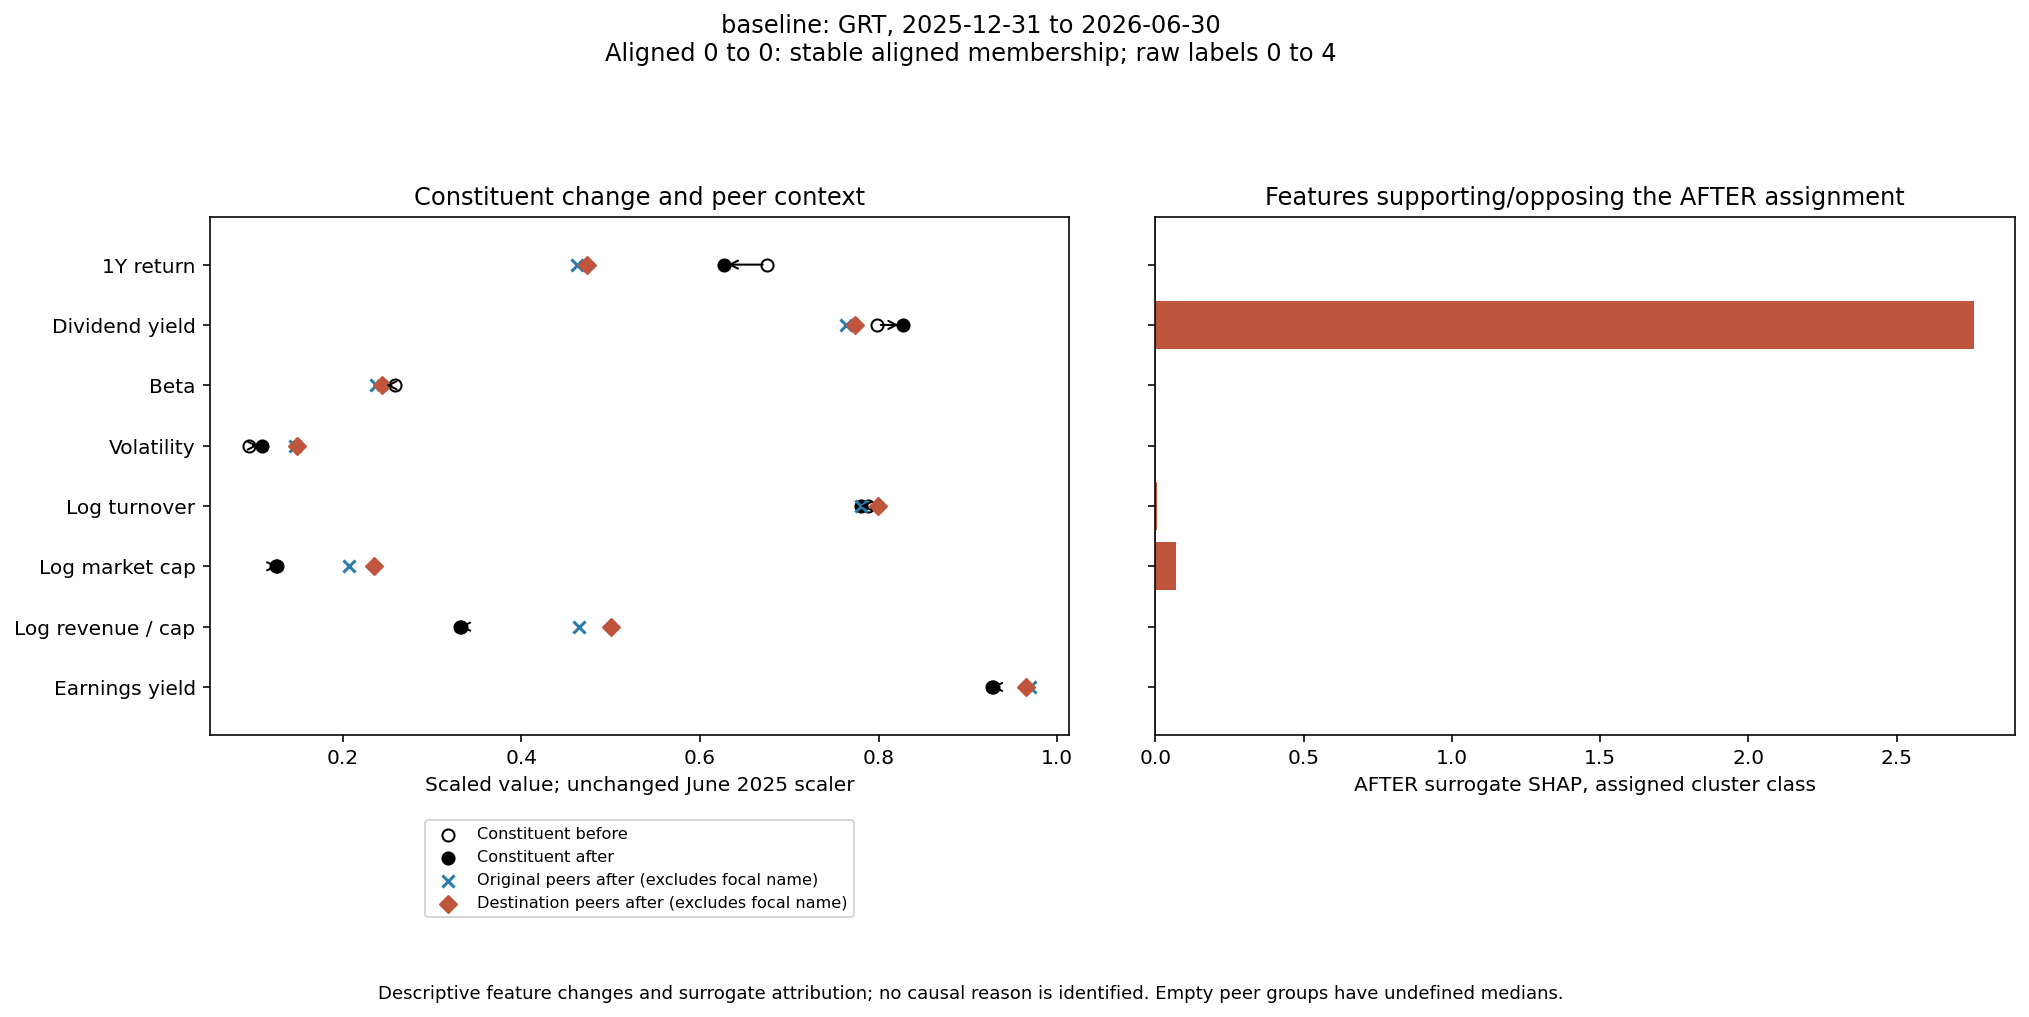 baseline: GRT, 2025-12-31 to 2026-06-30
Aligned 0 to 0: stable aligned membership; raw labels 0 to 4
Constituent change and peer context
1Y return
Dividend yield
Beta
Volatility
Log turnover
Log market cap
Log revenue / cap
Earnings yield
0.2
0.4
0.6
0.8
1.0
Scaled value; unchanged June 2025 scaler
Constituent before
Constituent after
Original peers after (excludes focal name)
Destination peers after (excludes focal name)
Features supporting/opposing the AFTER assignment
0.0
0.5
1.0
1.5
2.0
2.5
AFTER surrogate SHAP, assigned cluster class
Descriptive feature changes and surrogate attribution; no causal reason is identified. Empty peer groups have undefined medians.